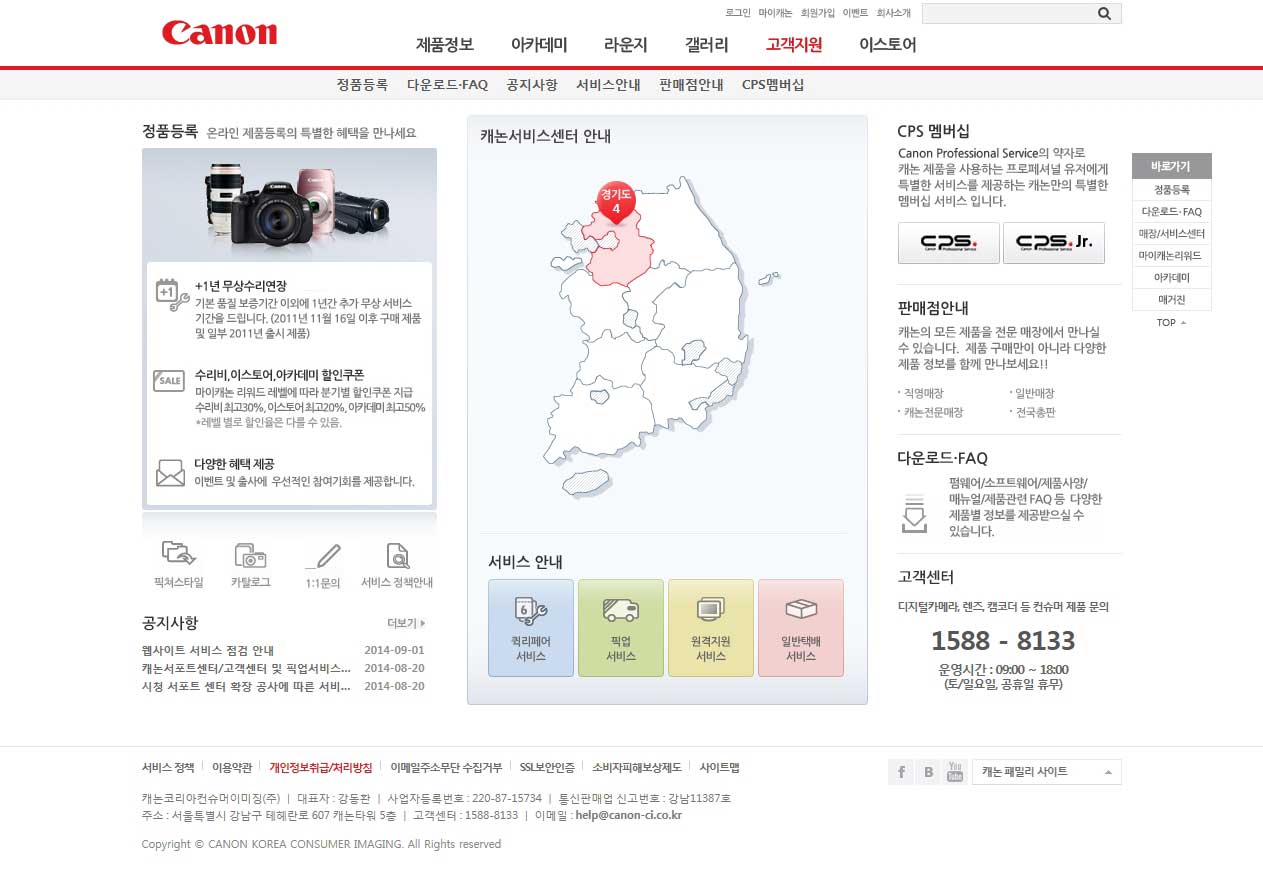 로그인 마이캐논 회원가입 이벤트 회사소개
Canon
제품정보 아카데미 라운지 갤러리 고객지원 이스토어
정품등록 다운로드·FAQ 공지사항 서비스안내 판매점안내 CPS멤버십
정품등록 온라인 제품등록의 특별한 혜택을 만나세요
+1
+1년 무상수리연장
기본 품질 보증기간 이외에 1년간 추가 무상 서비스
기간을 드립니다. (2011년 11월 16일 이후 구매 제품
및 일부 2011년 출시 제품)
SALE
수리비,이스토어,아카데미 할인쿠폰
마이캐논 리워드 레벨에 따라 분기별 할인쿠폰 지급
수리비 최고30%, 이스토어 최고20%, 아카데미 최고50%
*레벨 별로 할인율은 다를 수 있음.
다양한 혜택 제공
이벤트 및 출사에 우선적인 참여기회를 제공합니다.
픽쳐스타일 카탈로그 1:1문의 서비스 정책안내
공지사항 더보기
웹사이트 서비스 점검 안내 2014-09-01
캐논서포트센터/고객센터 및 픽업서비스... 2014-08-20
시청 서포트 센터 확장 공사에 따른 서비... 2014-08-20
캐논서비스센터 안내
경기도
4
서비스 안내
6
퀵리페어
서비스
픽업
서비스
원격지원
서비스
일반택배
서비스
CPS 멤버십
Canon Professional Service의 약자로
캐논 제품을 사용하는 프로페셔널 유저에게
특별한 서비스를 제공하는 캐논만의 특별한
멤버십 서비스 입니다.
CPS. CPS.Jr.
Canon Professional Service Canon Professional Service
판매점안내
캐논의 모든 제품을 전문 매장에서 만나실
수 있습니다. 제품 구매만이 아니라 다양한
제품 정보를 함께 만나보세요!!
· 직영매장 · 일반매장
· 캐논전문매장 · 전국총판
다운로드·FAQ
펌웨어/소프트웨어/제품사양/
매뉴얼/제품관련 FAQ 등 다양한
제품별 정보를 제공받으실 수
있습니다.
고객센터
디지털카메라, 렌즈, 캠코더 등 컨슈머 제품 문의
1588 - 8133
운영시간 : 09:00 ~ 18:00
(토/일요일, 공휴일 휴무)
바로가기
정품등록
다운로드·FAQ
매장/서비스센터
마이캐논리워드
아카데미
매거진
TOP
서비스 정책 이용약관 개인정보취급/처리방침 이메일주소무단 수집거부 SSL보안인증 소비자피해보상제도 사이트맵
f B You Tube 캐논 패밀리 사이트
캐논코리아컨슈머이미징(주) | 대표자 : 강동환 | 사업자등록번호 : 220-87-15734 | 통신판매업 신고번호 : 강남11387호
주소 : 서울특별시 강남구 테헤란로 607 캐논타워 5층 | 고객센터 : 1588-8133 | 이메일 : help@canon-ci.co.kr
Copyright © CANON KOREA CONSUMER IMAGING. All Rights reserved